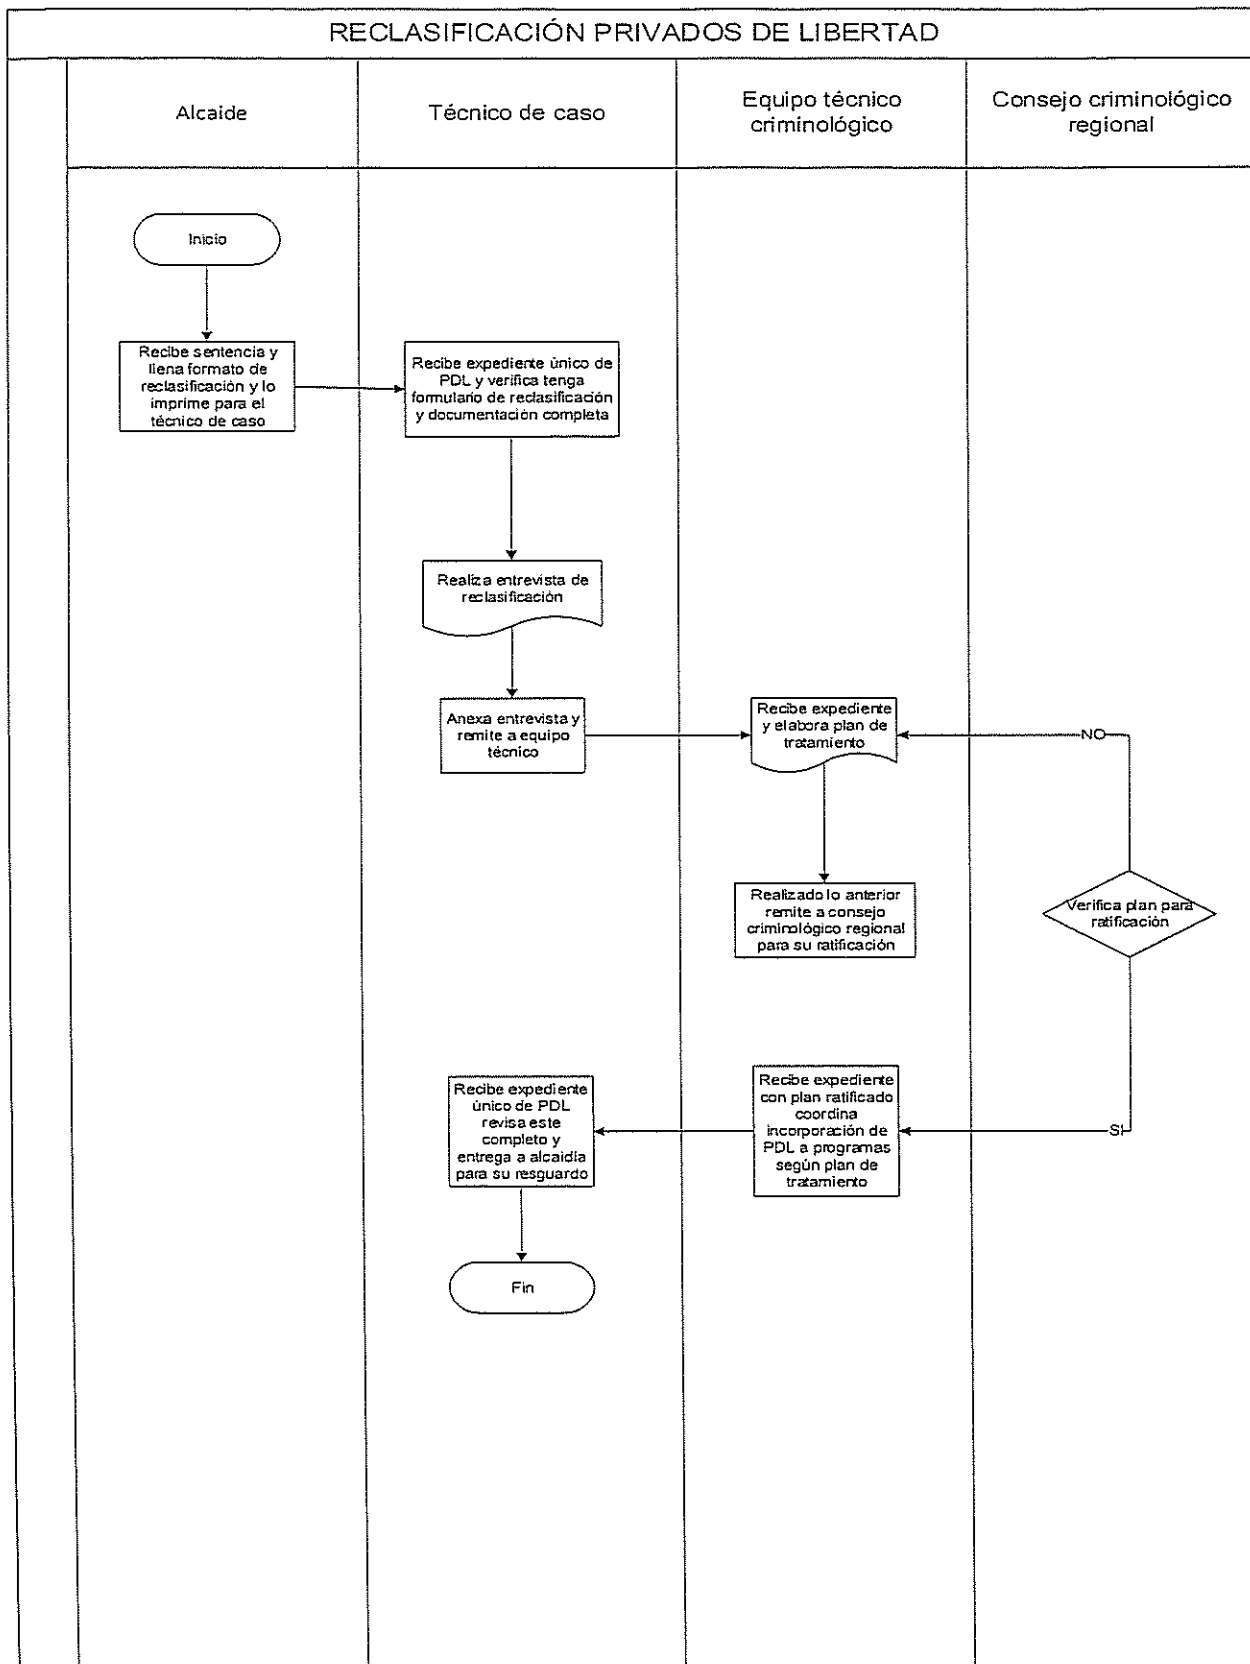 RECLASIFICACIÓN PRIVADOS DE LIBERTAD
Alcaide
Técnico de caso
Equipo técnico
criminológico
Consejo criminológico
regional
Inicio
Recibe sentencia y
llena formato de
reclasificación y lo
imprime para el
técnico de caso
Recibe expediente único de
PDL y verifica tenga
formulario de reclasificación
y documentación completa
Realiza entrevista de
reclasificación
Anexa entrevista y
remite a equipo
técnico
Recibe expediente
y elabora plan de
tratamiento
NO
Realizado lo anterior
remite a consejo
criminológico regional
para su ratificación
Verifica plan para
ratificación
Recibe expediente
único de PDL
revisa este
completo y
entrega a alcaidía
para su resguardo
Recibe expediente
con plan ratificado
coordina
incorporación de
PDL a programas
según plan de
tratamiento
SI
Fin